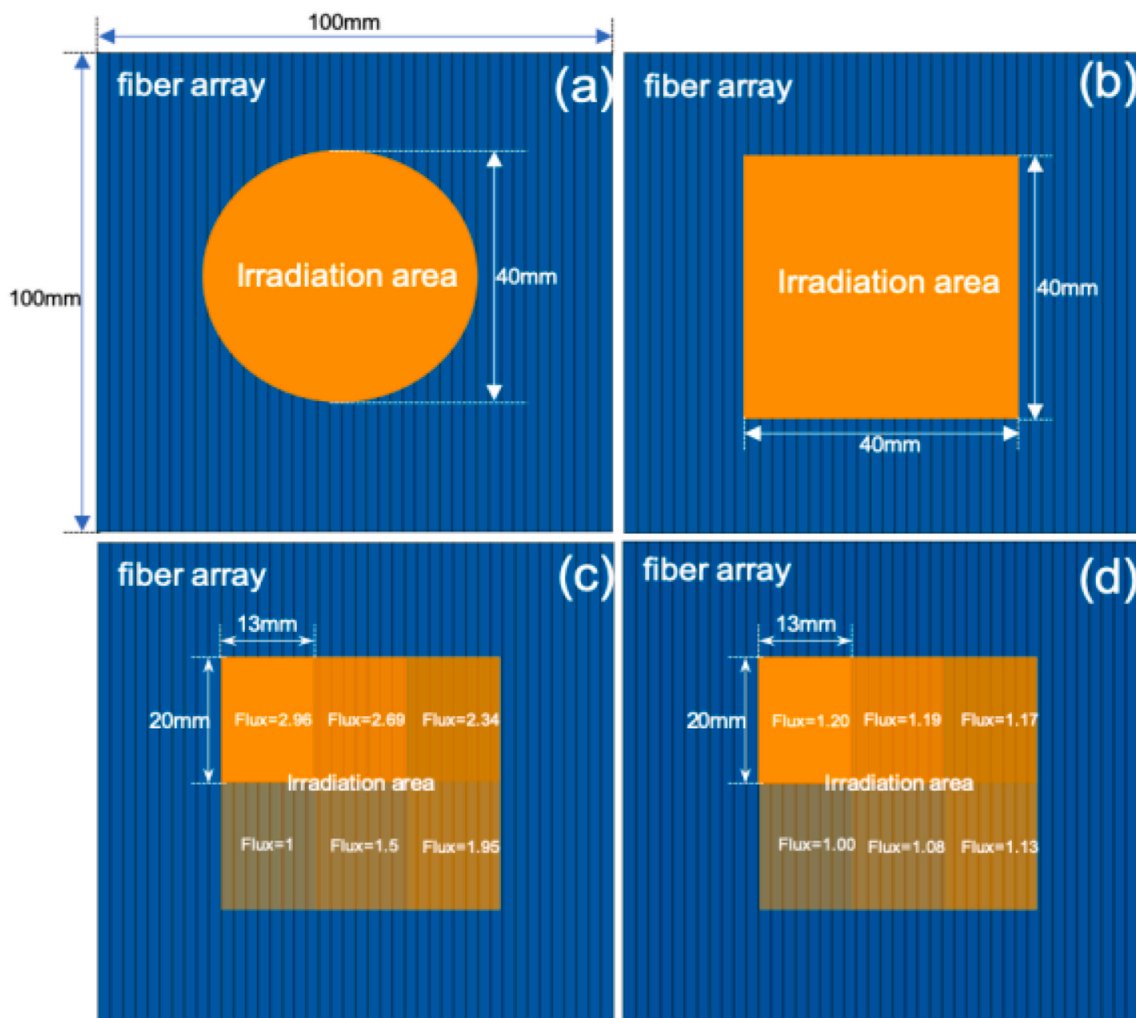 100mm
fiber array
(a)
Irradiation area
40mm
100mm
fiber array
(b)
Irradiation area
40mm
40mm
fiber array
(c)
13mm
20mm
Flux=2.96
Flux=2.69
Flux=2.34
Irradiation area
Flux=1
Flux=1.5
Flux=1.95
fiber array
(d)
13mm
20mm
Flux=1.20
Flux=1.19
Flux=1.17
Irradiation area
Flux=1.00
Flux=1.08
Flux=1.13